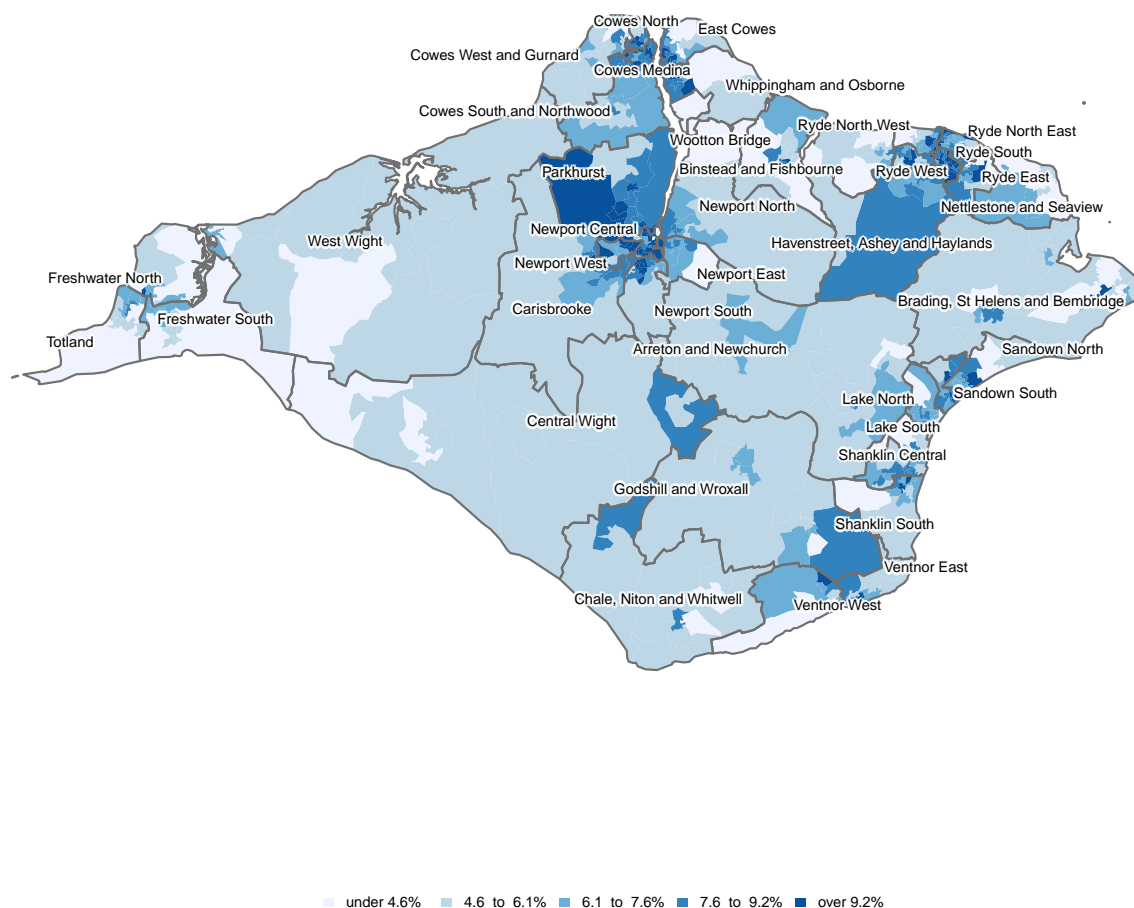 Cowes North
East Cowes
Cowes West and Gurnard
Cowes Medina
Whippingham and Osborne
Cowes South and Northwood
Ryde North West
Ryde North East
Wootton Bridge
Ryde South
Parkhurst
Binstead and Fishbourne
Ryde West
Ryde East
Newport North
Nettlestone and Seaview
Newport Central
West Wight
Havenstreet, Ashey and Haylands
Newport West
Newport East
Freshwater North
Brading, St Helens and Bembridge
Carisbrooke
Newport South
Freshwater South
Totland
Arreton and Newchurch
Sandown North
Sandown South
Lake North
Central Wight
Lake South
Shanklin Central
Godshill and Wroxall
Shanklin South
Ventnor East
Chale, Niton and Whitwell
Ventnor West
under 4.6% 4.6 to 6.1% 6.1 to 7.6% 7.6 to 9.2% over 9.2%